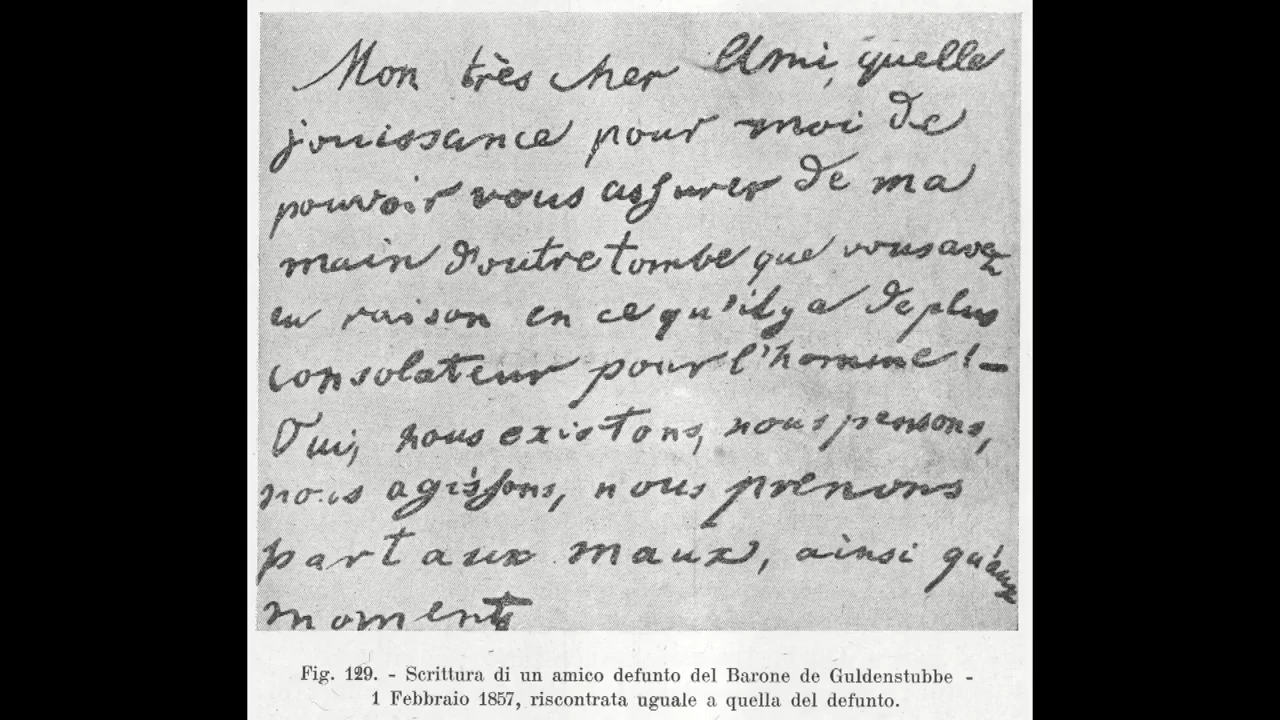 Mon très cher Ami, quelle
jouissance pour moi de
pouvoir vous assurer de ma
main d'outre tombe que vous avez
eu raison en ce qu'il y a de plus
consolateur pour l'homme ! –
Oui, nous existons, nous pensons,
nous agissons, nous prenons
part aux maux, ainsi qu'aux
moments
Fig. 129. - Scrittura di un amico defunto del Barone de Guldenstubbe -
1 Febbraio 1857, riscontrata uguale a quella del defunto.